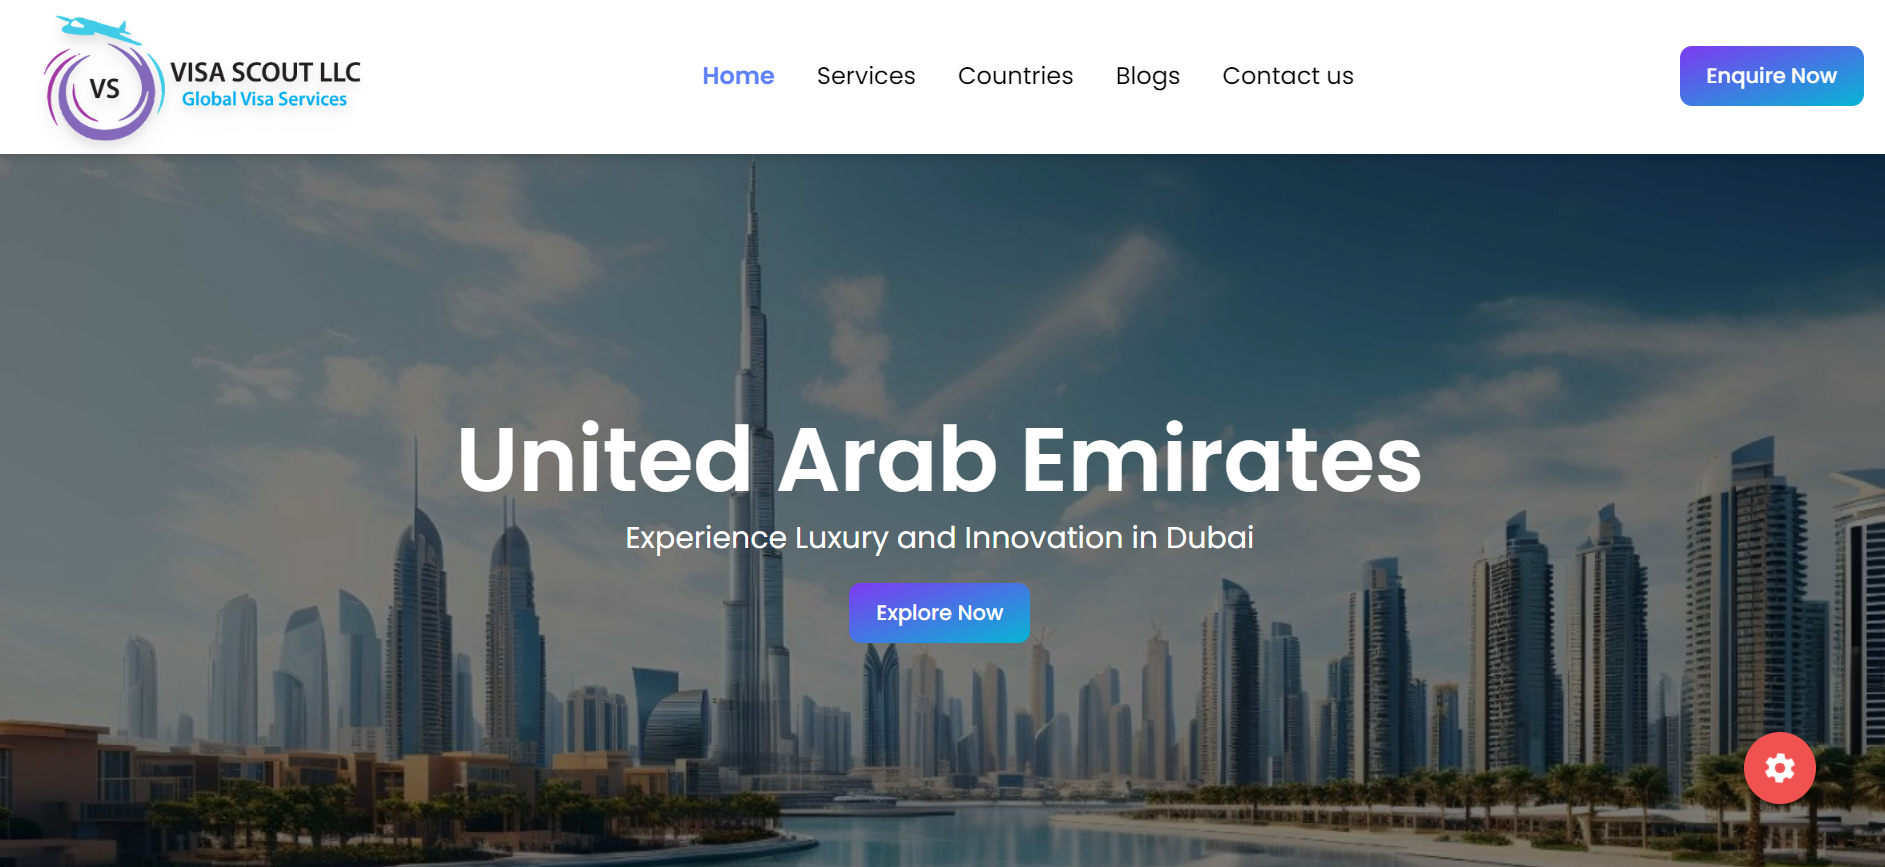 VS
VISA SCOUT LLC
Global Visa Services
Home Services Countries Blogs Contact us
Enquire Now
United Arab Emirates
Experience Luxury and Innovation in Dubai
Explore Now